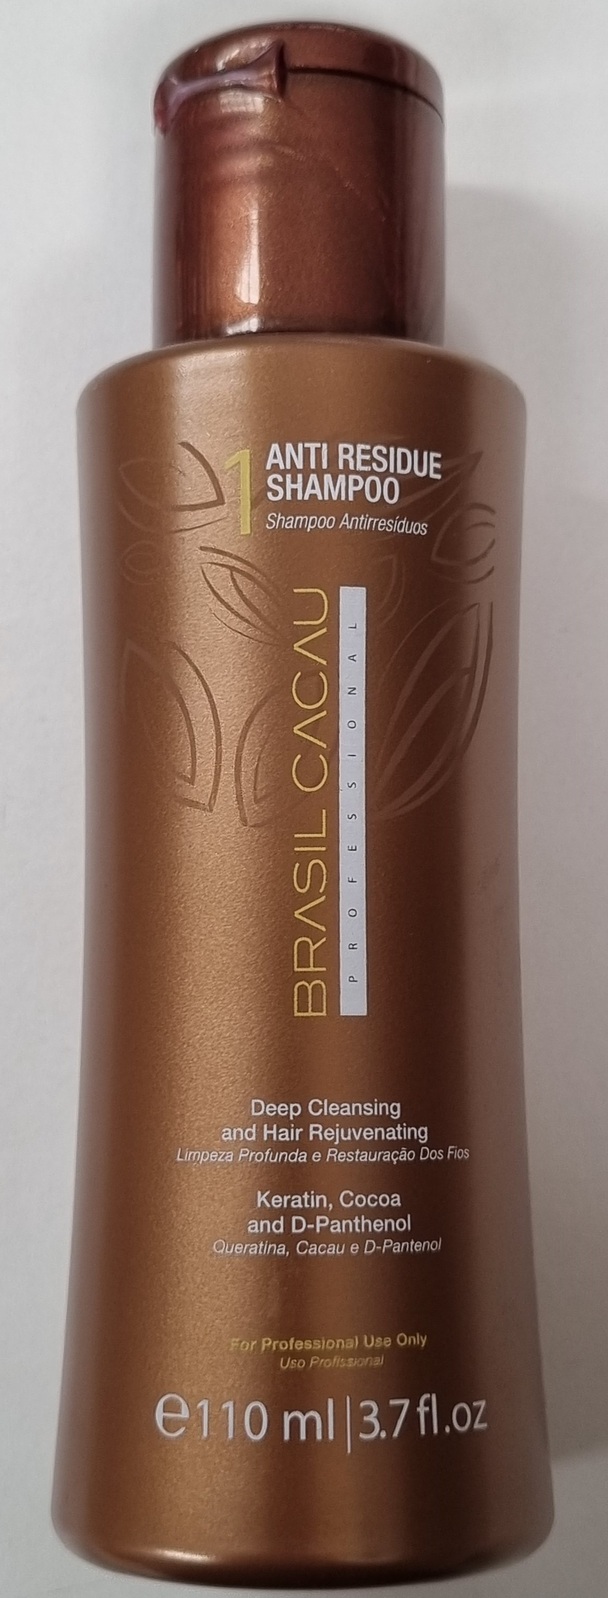 1 ANTI RESIDUE
SHAMPOO
Shampoo Antirresíduos
BRASIL CACAU
PROFESSIONAL
Deep Cleansing
and Hair Rejuvenating
Limpeza Profunda e Restauração Dos Fios
Keratin, Cocoa
and D-Panthenol
Queratina, Cacau e D-Pantenol
For Professional Use Only
Uso Profissional
℮110 ml|3.7fl.oz